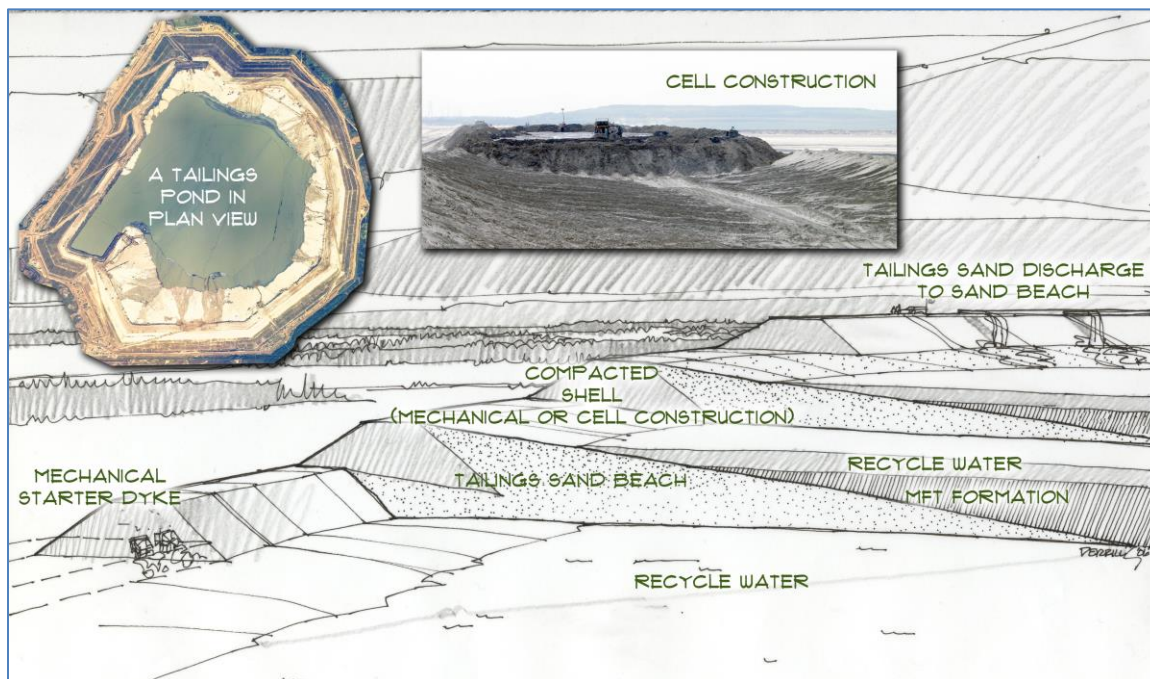 CELL CONSTRUCTION
A TAILINGS
POND IN
PLAN VIEW
TAILINGS SAND DISCHARGE
TO SAND BEACH
COMPACTED
SHELL
(MECHANICAL OR CELL CONSTRUCTION)
MECHANICAL
STARTER DYKE
TAILINGS SAND BEACH
RECYCLE WATER
MFT FORMATION
RECYCLE WATER